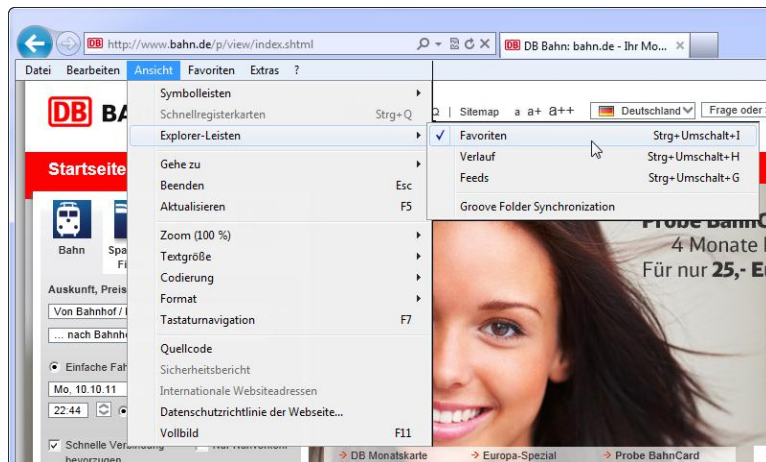 DB http://www.bahn.de/p/view/index.shtml
DB DB Bahn: bahn.de - Ihr Mo...
Datei Bearbeiten Ansicht Favoriten Extras ?
Symbolleisten
Schnellregisterkarten Strg+Q
Explorer-Leisten
Gehe zu
Beenden Esc
Aktualisieren F5
Zoom (100 %)
Textgröße
Codierung
Format
Tastaturnavigation F7
Quellcode
Sicherheitsbericht
Internationale Websiteadressen
Datenschutzrichtlinie der Webseite...
Vollbild F11
Favoriten Strg+Umschalt+I
Verlauf Strg+Umschalt+H
Feeds Strg+Umschalt+G
Groove Folder Synchronization
DB
| Sitemap a a+ a++ Deutschland Frage oder
Startseite
Bahn
Auskunft, Preis
Von Bahnhof /
... nach
Einfache
Mo, 10.10.11
22:44
Schnelle
bevorzugen
Probe
4 Monate
Für nur 25,-
DB Monatskarte Europa-Spezial Probe BahnCard